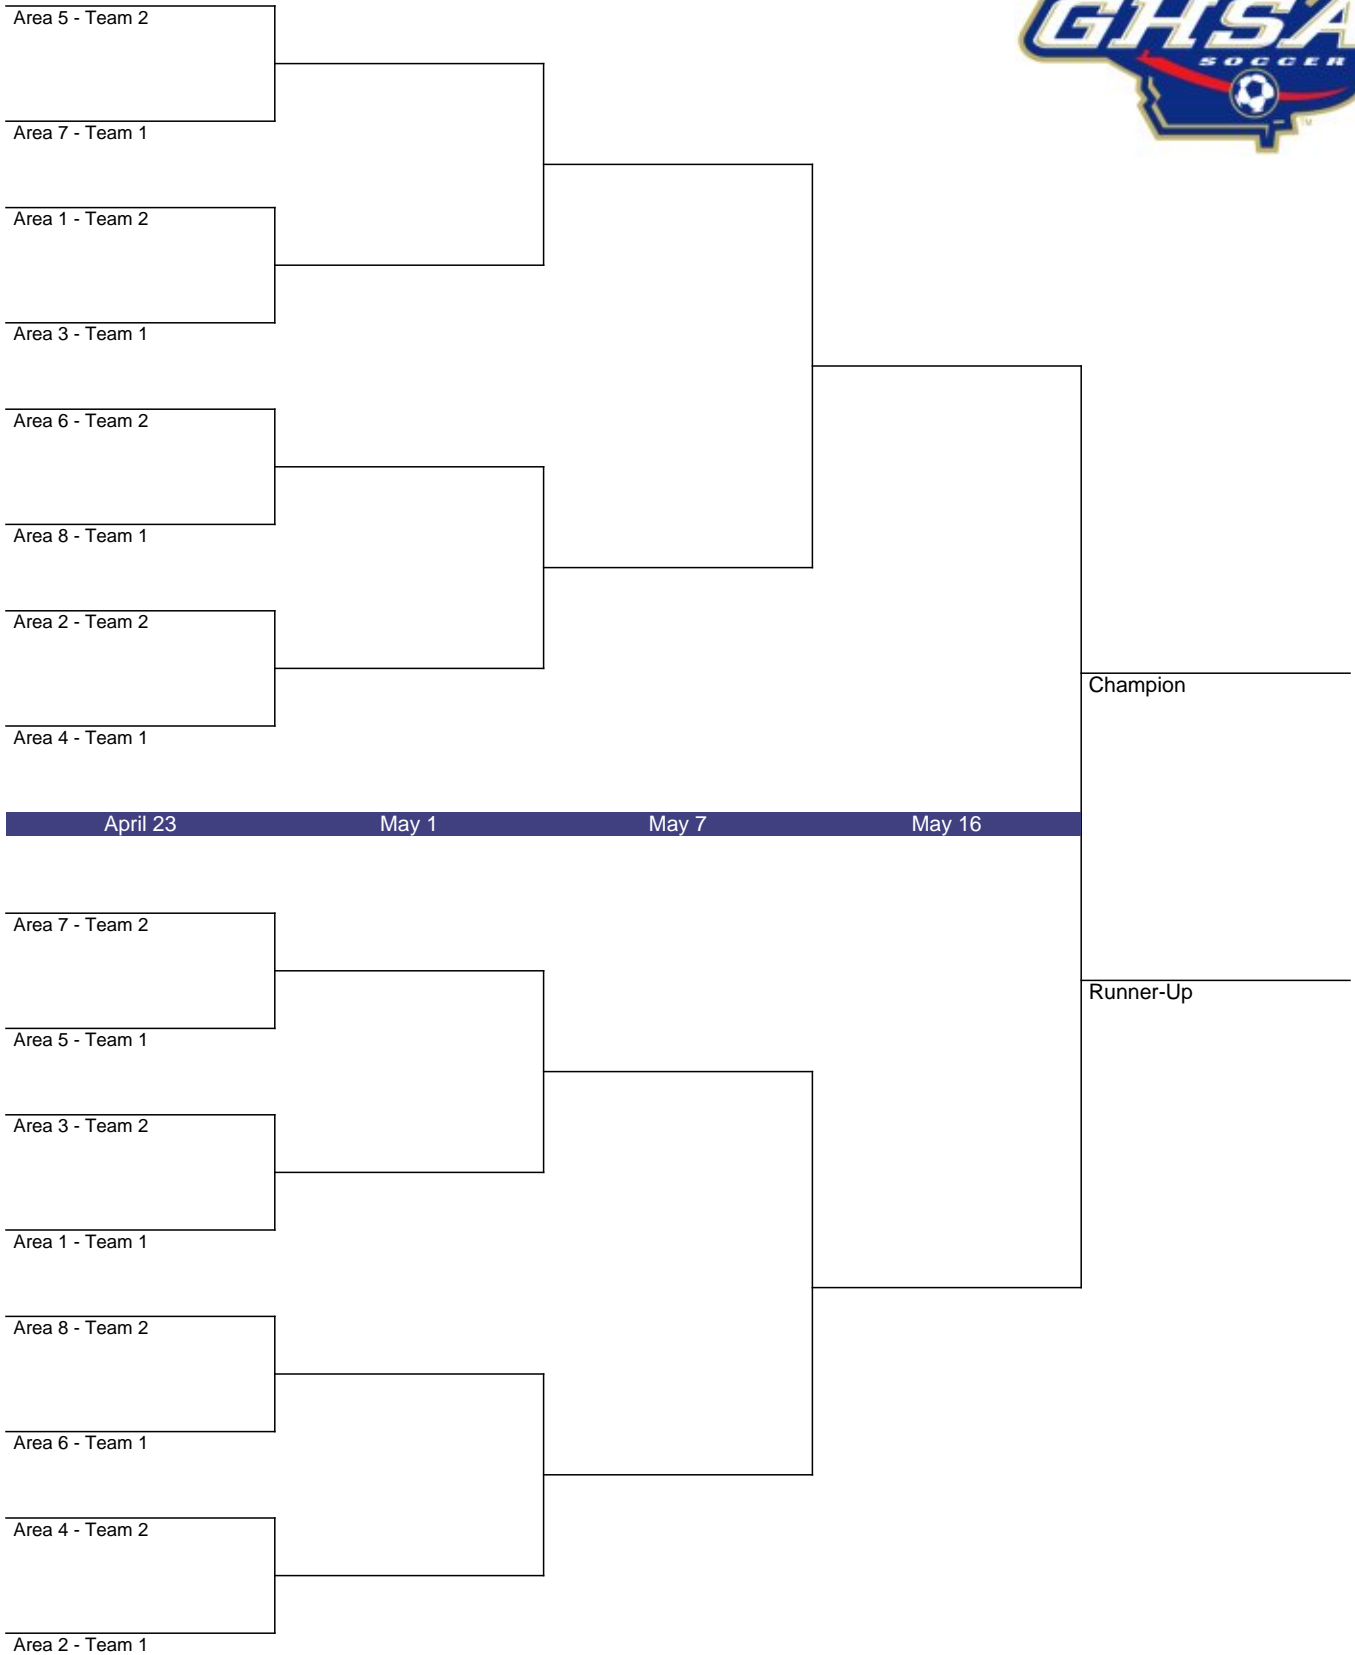 GHSA
SOCCER
TM
Area 5 - Team 2
Area 7 - Team 1
Area 1 - Team 2
Area 3 - Team 1
Area 6 - Team 2
Area 8 - Team 1
Area 2 - Team 2
Champion
Area 4 - Team 1
April 23 May 1 May 7 May 16
Area 7 - Team 2
Runner-Up
Area 5 - Team 1
Area 3 - Team 2
Area 1 - Team 1
Area 8 - Team 2
Area 6 - Team 1
Area 4 - Team 2
Area 2 - Team 1